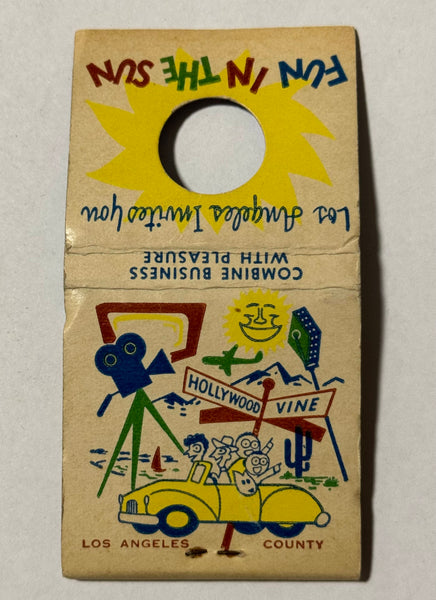 FUN IN THE SUN
Los Angeles Invites you
COMBINE BUSINESS
WITH PLEASURE
HOLLYWOOD VINE
LOS ANGELES COUNTY